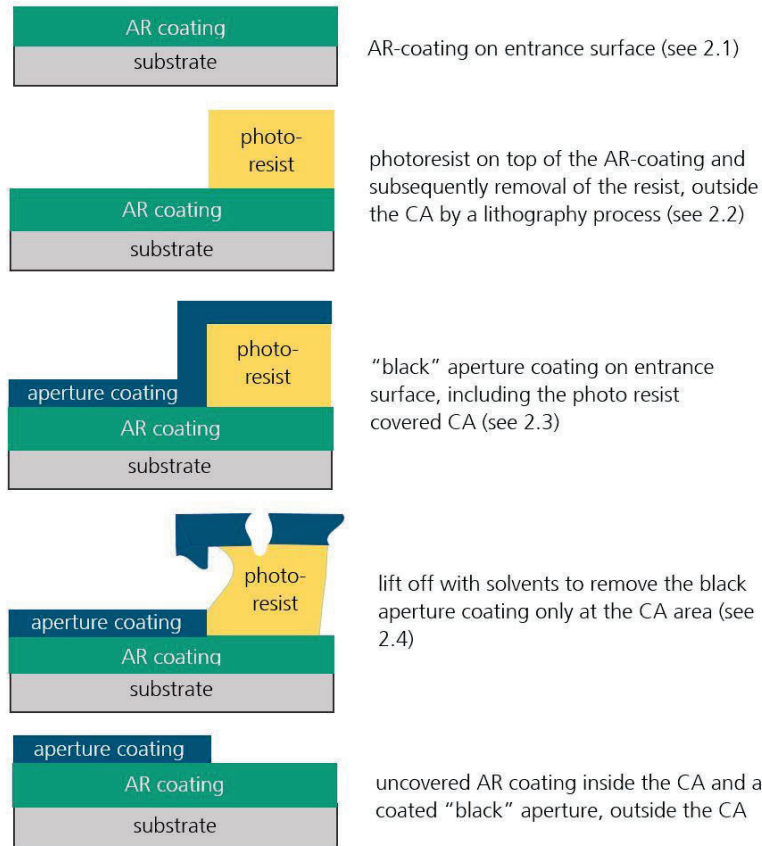 AR coating
substrate
AR-coating on entrance surface (see 2.1)
photo-
resist
AR coating
substrate
photoresist on top of the AR-coating and
subsequently removal of the resist, outside
the CA by a lithography process (see 2.2)
photo-
resist
aperture coating
AR coating
substrate
“black” aperture coating on entrance
surface, including the photo resist
covered CA (see 2.3)
photo-
resist
aperture coating
AR coating
substrate
lift off with solvents to remove the black
aperture coating only at the CA area (see
2.4)
aperture coating
AR coating
substrate
uncovered AR coating inside the CA and a
coated “black” aperture, outside the CA